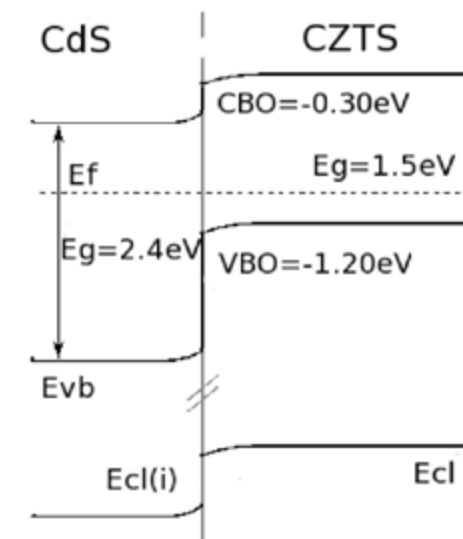 CdS
CZTS
CBO=-0.30eV
Eg=1.5eV
Ef
Eg=2.4eV
VBO=-1.20eV
Evb
Ecl(i)
Ecl